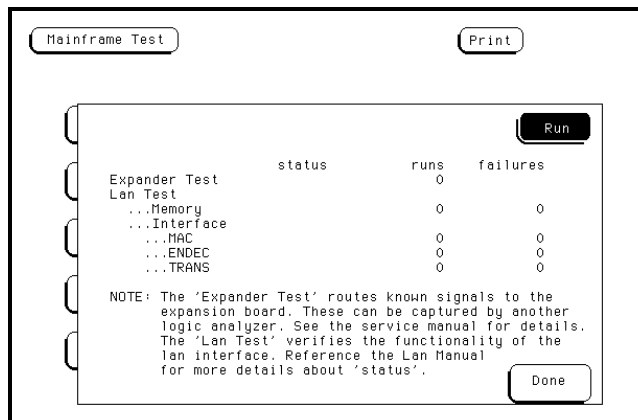 Mainframe Test Print
Run
status runs failures
Expander Test 0
Lan Test
...Memory 0 0
...Interface
...MAC 0 0
...ENDEC 0 0
...TRANS 0 0
NOTE: The 'Expander Test' routes known signals to the
expansion board. These can be captured by another
logic analyzer. See the service manual for details.
The 'Lan Test' verifies the functionality of the
lan interface. Reference the Lan Manual
for more details about 'status'.
Done